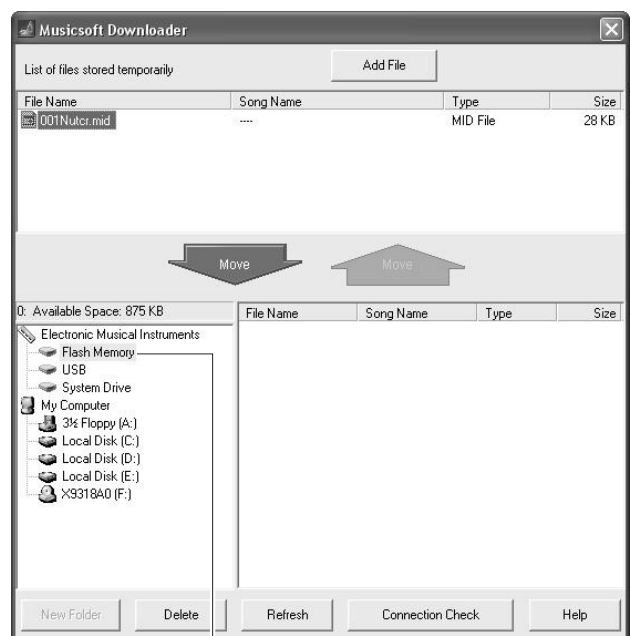 Musicsoft Downloader
List of files stored temporarily
Add File
File Name Song Name Type Size
001Nutcr.mid ---- MID File 28 KB
Move Move
0: Available Space: 875 KB
File Name Song Name Type Size
Electronic Musical Instruments
Flash Memory
USB
System Drive
My Computer
3½ Floppy (A:)
Local Disk (C:)
Local Disk (D:)
Local Disk (E:)
X9318A0 (F:)
New Folder Delete Refresh Connection Check Help